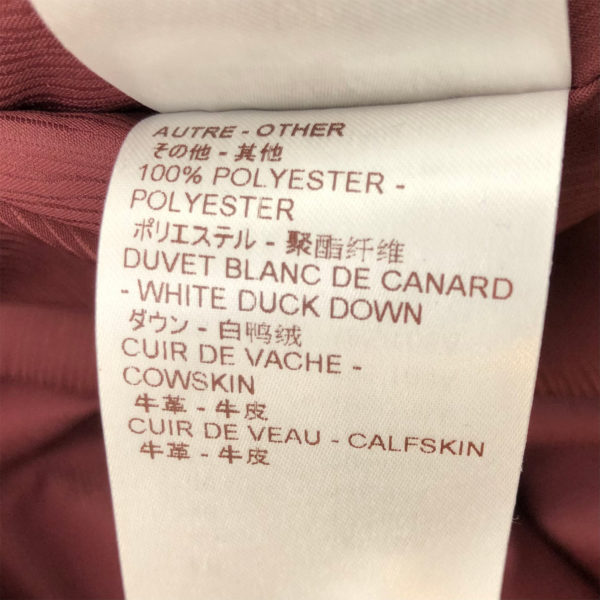 AUTRE - OTHER
その他 - 其他
100% POLYESTER -
POLYESTER
ポリエステル - 聚酯纤维
DUVET BLANC DE CANARD
- WHITE DUCK DOWN
ダウン - 白鸭绒
CUIR DE VACHE -
COWSKIN
牛革 - 牛皮
CUIR DE VEAU - CALFSKIN
牛革 - 牛皮